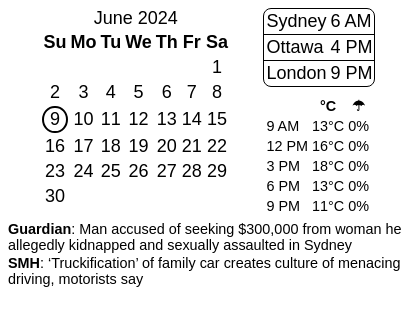 June 2024
Su Mo Tu We Th Fr Sa
1
2 3 4 5 6 7 8
9 10 11 12 13 14 15
16 17 18 19 20 21 22
23 24 25 26 27 28 29
30
Sydney 6 AM
Ottawa 4 PM
London 9 PM
°C ☂
9 AM 13°C 0%
12 PM 16°C 0%
3 PM 18°C 0%
6 PM 13°C 0%
9 PM 11°C 0%
Guardian: Man accused of seeking $300,000 from woman he
allegedly kidnapped and sexually assaulted in Sydney
SMH: ‘Truckification’ of family car creates culture of menacing
driving, motorists say